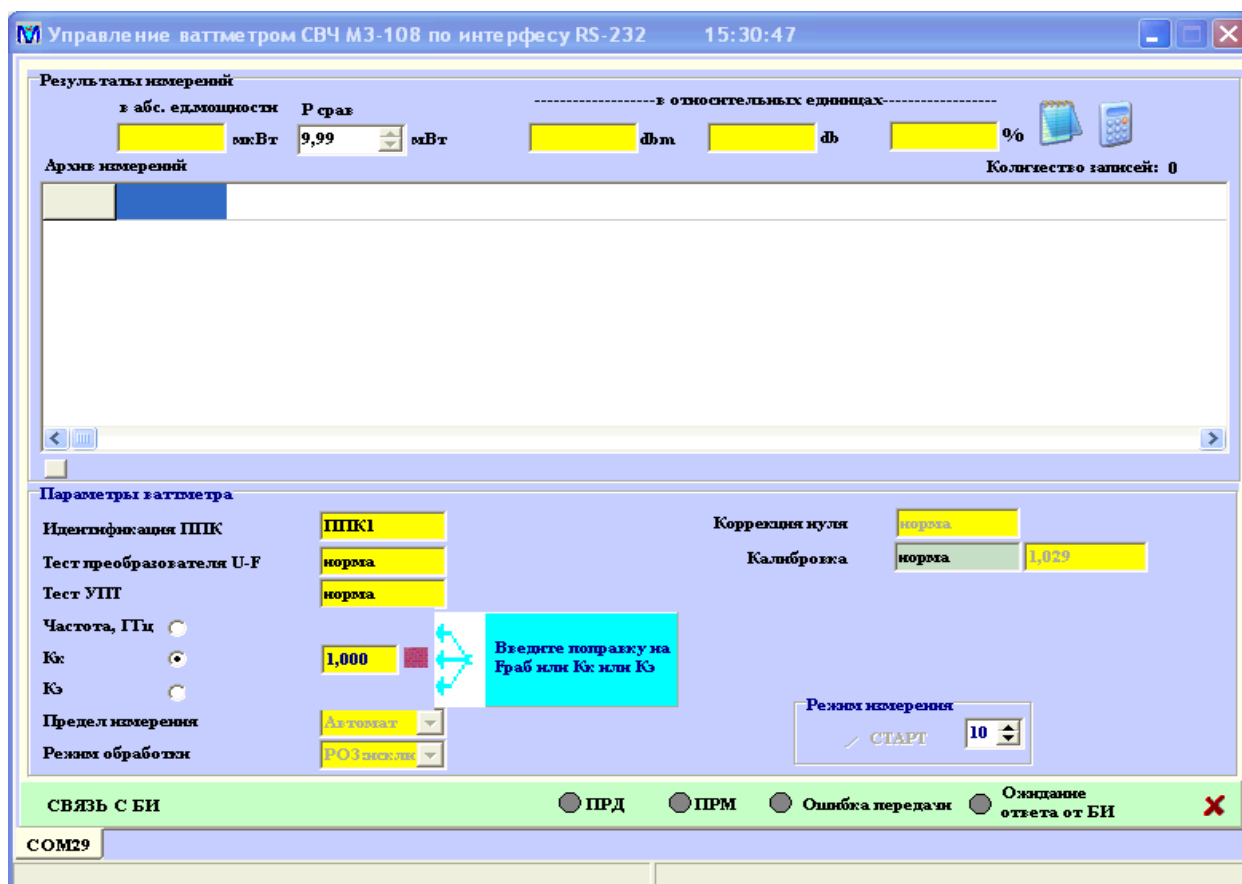 Управление ваттметром СВЧ М3-108 по интерфесу RS-232 15:30:47
Результаты измерений
в абс. ед.мощности Р срав -------------------в относительных единицах------------------
мкВт 9,99 мВт dbm db %
Архив измерений Количество записей: 0
Параметры ваттметра
Идентификация ППК ППК1 Коррекция нуля норма
Тест преобразователя U-F норма Калибровка норма 1,029
Тест УПТ норма
Частота, ГГц
Кк 1,000 Введите поправку на
Fраб или Кк или Кэ
Кэ
Предел измерения Автомат Режим измерения
СТАРТ 10
Режим обработки РОЗ
СВЯЗЬ С БИ ПРД ПРМ Ошибка передачи Ожидание
ответа от БИ
COM29